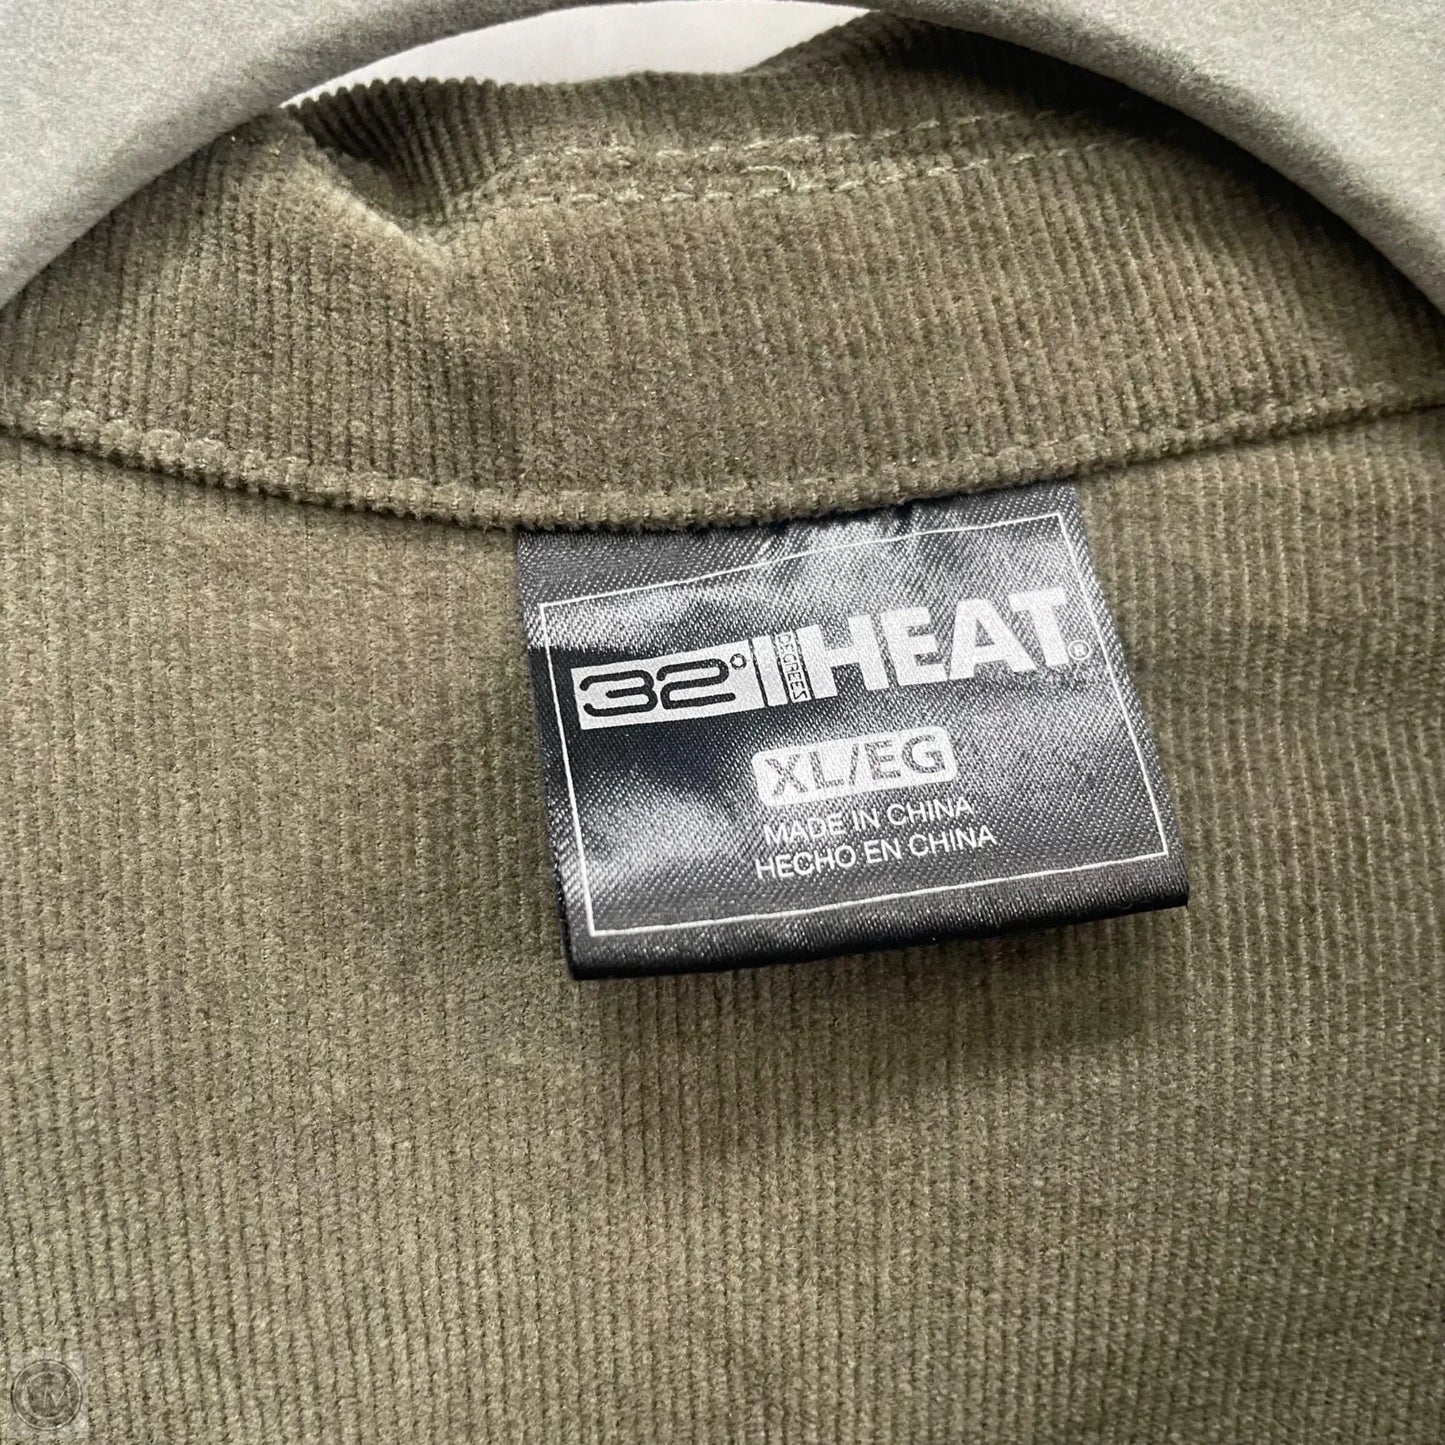 32° DEGREES HEAT®
XL/EG
MADE IN CHINA
HECHO EN CHINA